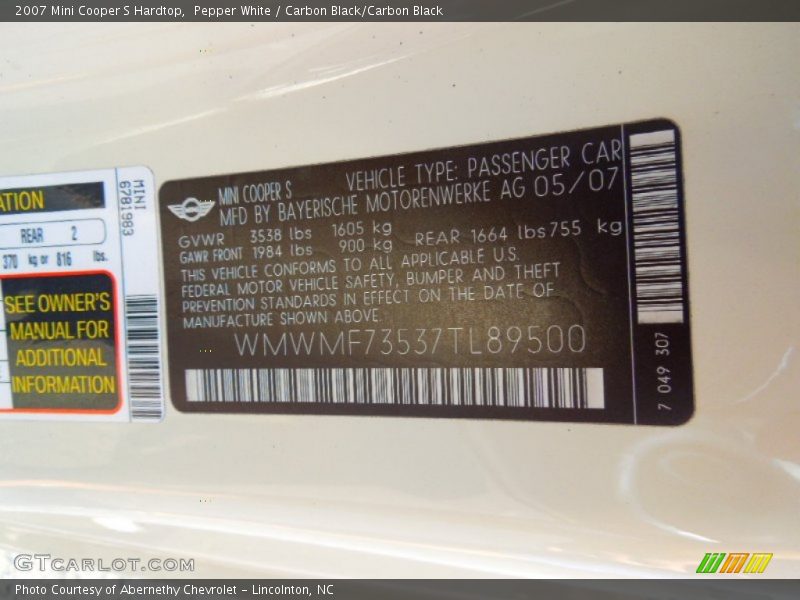 2007 Mini Cooper S Hardtop,  Pepper White / Carbon Black/Carbon Black
ATION
REAR 2
370 kg or 816 lbs.
SEE OWNER'S
MANUAL FOR
ADDITIONAL
INFORMATION
MINI
6781983
MINI COOPER S VEHICLE TYPE: PASSENGER CAR
MFD BY BAYERISCHE MOTORENWERKE AG 05/07
GVWR 3538 lbs 1605 kg
GAWR FRONT 1984 lbs 900 kg REAR 1664 lbs 755 kg
THIS VEHICLE CONFORMS TO ALL APPLICABLE U.S.
FEDERAL MOTOR VEHICLE SAFETY, BUMPER AND THEFT
PREVENTION STANDARDS IN EFFECT ON THE DATE OF
MANUFACTURE SHOWN ABOVE.
WMWMF73537TL89500
7 049 307
GTCARLOT.COM
Photo Courtesy of Abernethy Chevrolet - Lincolnton, NC